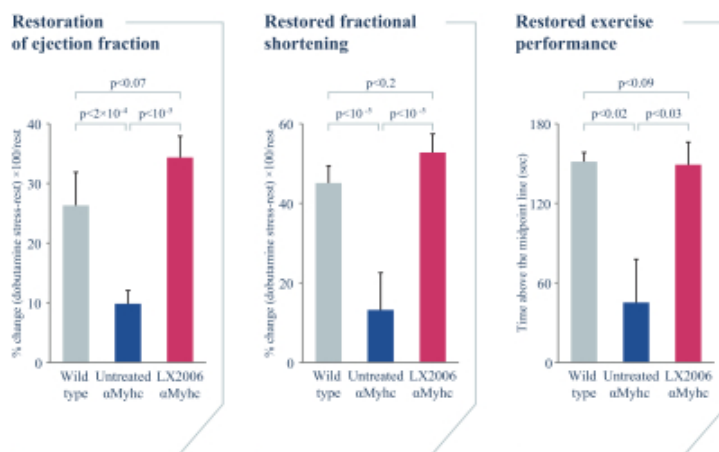 Restoration
of ejection fraction
p<0.07
p<2×10⁻⁴ p<10⁻⁵
% change (dobutamine stress-rest) ×100/rest
40
30
20
10
0
Wild
type
Untreated
αMyhc
LX2006
αMyhc
Restored fractional
shortening
p<0.2
p<10⁻⁵ p<10⁻⁵
% change (dobutamine stress-rest) ×100/rest
60
40
20
0
Wild
type
Untreated
αMyhc
LX2006
αMyhc
Restored exercise
performance
p<0.09
p<0.02 p<0.03
Time above the midpoint line (sec)
180
120
60
0
Wild
type
Untreated
αMyhc
LX2006
αMyhc